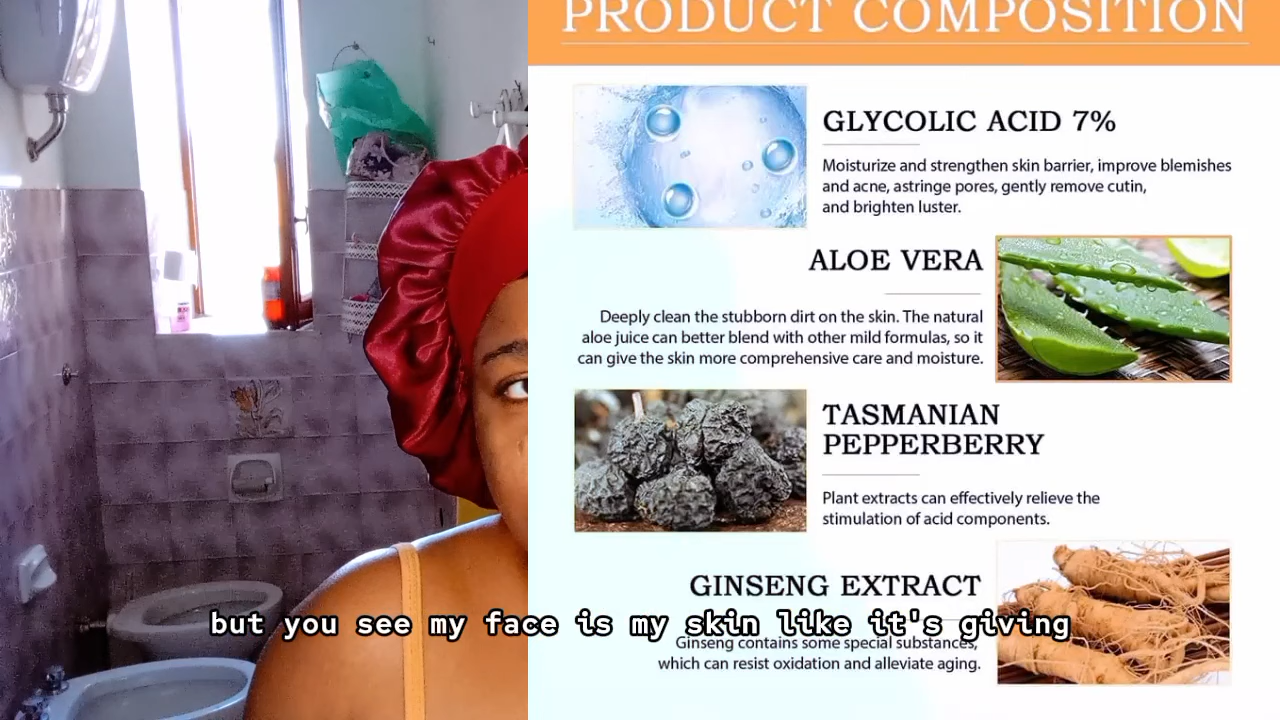 PRODUCT COMPOSITION
GLYCOLIC ACID 7%
Moisturize and strengthen skin barrier, improve blemishes
and acne, astringe pores, gently remove cutin,
and brighten luster.
ALOE VERA
Deeply clean the stubborn dirt on the skin. The natural
aloe juice can better blend with other mild formulas, so it
can give the skin more comprehensive care and moisture.
TASMANIAN
PEPPERBERRY
Plant extracts can effectively relieve the
stimulation of acid components.
GINSENG EXTRACT
but you see my face is my skin like it's giving
Ginseng contains some special substances,
which can resist oxidation and alleviate aging.